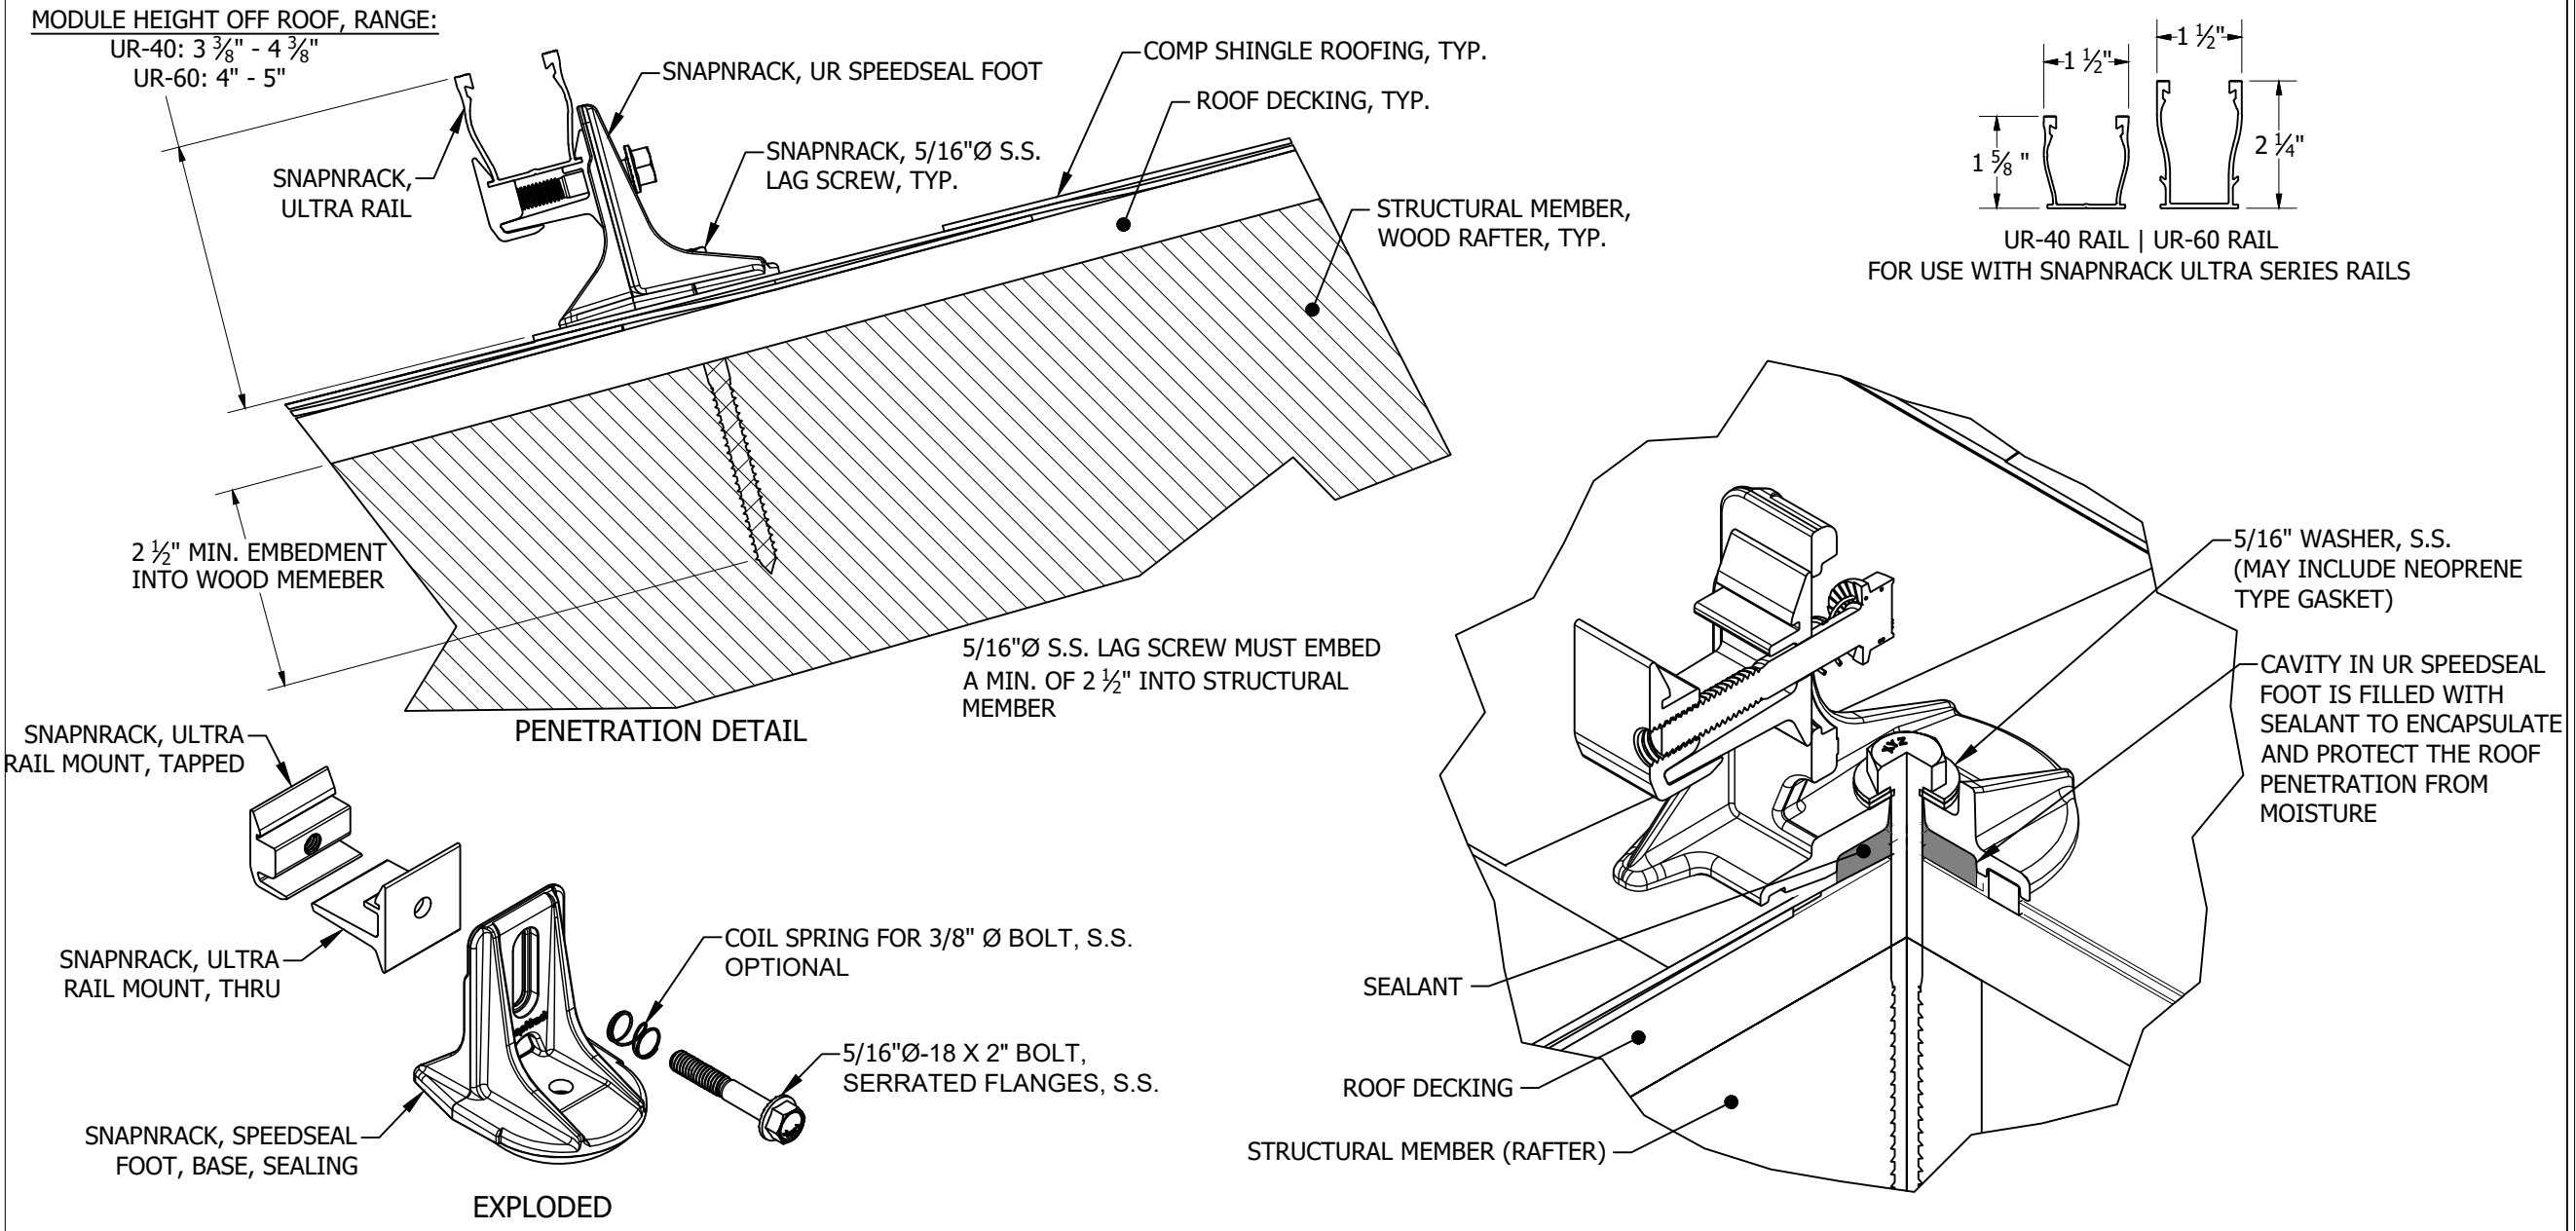 MODULE HEIGHT OFF ROOF, RANGE:
UR-40: 3 3⁄8" - 4 3⁄8"
UR-60: 4" - 5"
SNAPNRACK,
ULTRA RAIL
SNAPNRACK, UR SPEEDSEAL FOOT
SNAPNRACK, 5/16"Ø S.S.
LAG SCREW, TYP.
COMP SHINGLE ROOFING, TYP.
ROOF DECKING, TYP.
STRUCTURAL MEMBER,
WOOD RAFTER, TYP.
2 1⁄2" MIN. EMBEDMENT
INTO WOOD MEMEBER
5/16"Ø S.S. LAG SCREW MUST EMBED
A MIN. OF 2 1⁄2" INTO STRUCTURAL
MEMBER
PENETRATION DETAIL
1 1⁄2"
1 1⁄2"
1 5⁄8 "
2 1⁄4"
UR-40 RAIL | UR-60 RAIL
FOR USE WITH SNAPNRACK ULTRA SERIES RAILS
SNAPNRACK, ULTRA
RAIL MOUNT, TAPPED
SNAPNRACK, ULTRA
RAIL MOUNT, THRU
SNAPNRACK, SPEEDSEAL
FOOT, BASE, SEALING
COIL SPRING FOR 3/8" Ø BOLT, S.S.
OPTIONAL
5/16"Ø-18 X 2" BOLT,
SERRATED FLANGES, S.S.
EXPLODED
5/16" WASHER, S.S.
(MAY INCLUDE NEOPRENE
TYPE GASKET)
CAVITY IN UR SPEEDSEAL
FOOT IS FILLED WITH
SEALANT TO ENCAPSULATE
AND PROTECT THE ROOF
PENETRATION FROM
MOISTURE
XYZ
SEALANT
ROOF DECKING
STRUCTURAL MEMBER (RAFTER)